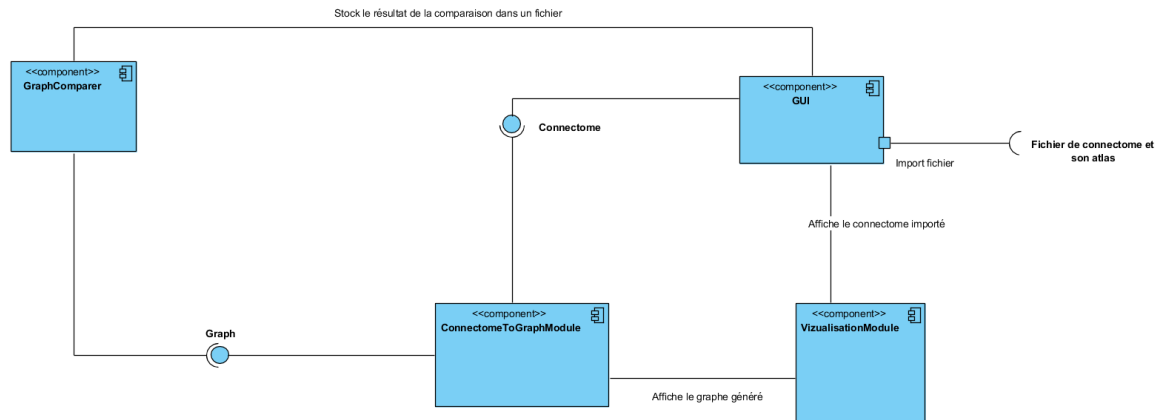 Stock le résultat de la comparaison dans un fichier
<<component>>
GraphComparer
<<component>>
GUI
Connectome
Fichier de connectome et
son atlas
Import fichier
Affiche le connectome importé
<<component>>
ConnectomeToGraphModule
<<component>>
VizualisationModule
Graph
Affiche le graphe généré